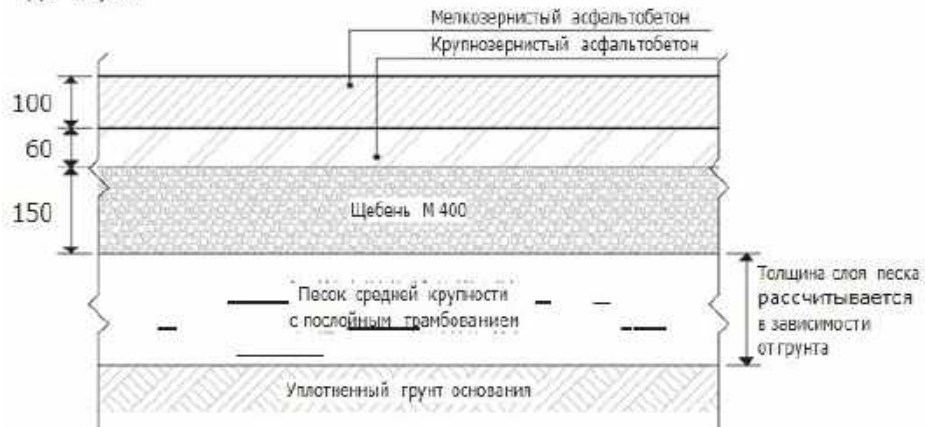 Мелкозернистый асфальтобетон
Крупнозернистый асфальтобетон
100
60
150
Щебень М 400
Песок средней крупности
с послойным трамбованием
Толщина слоя песка
рассчитывается
в зависимости
от грунта
Уплотненный грунт основания